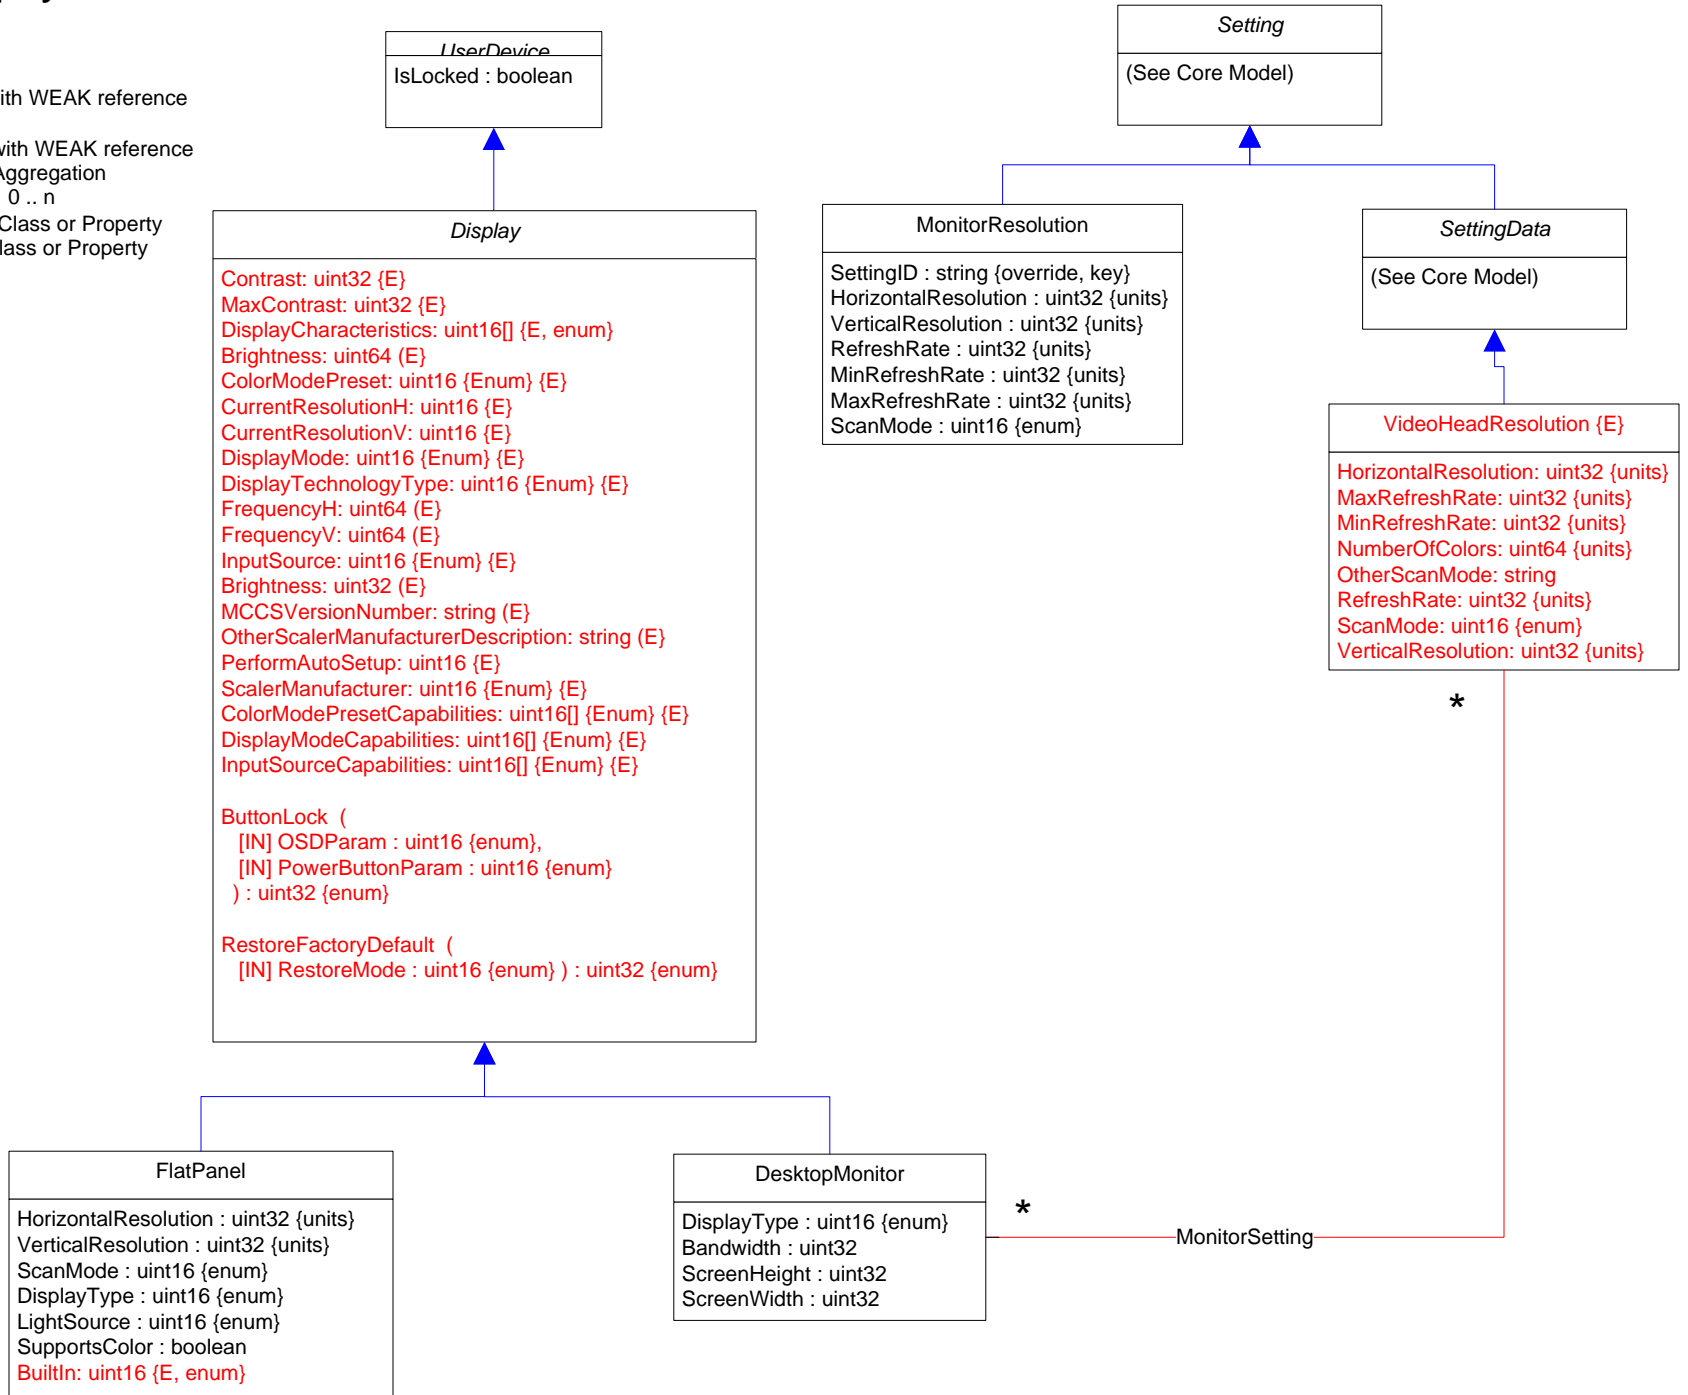 with WEAK reference
with WEAK reference
Aggregation
0 .. n
Class or Property
Class or Property
UserDevice
IsLocked : boolean
Setting
(See Core Model)
Display
Contrast: uint32 {E}
MaxContrast: uint32 {E}
DisplayCharacteristics: uint16[] {E, enum}
Brightness: uint64 (E}
ColorModePreset: uint16 {Enum} {E}
CurrentResolutionH: uint16 {E}
CurrentResolutionV: uint16 {E}
DisplayMode: uint16 {Enum} {E}
DisplayTechnologyType: uint16 {Enum} {E}
FrequencyH: uint64 (E}
FrequencyV: uint64 (E}
InputSource: uint16 {Enum} {E}
Brightness: uint32 (E}
MCCSVersionNumber: string (E}
OtherScalerManufacturerDescription: string (E}
PerformAutoSetup: uint16 {E}
ScalerManufacturer: uint16 {Enum} {E}
ColorModePresetCapabilities: uint16[] {Enum} {E}
DisplayModeCapabilities: uint16[] {Enum} {E}
InputSourceCapabilities: uint16[] {Enum} {E}
ButtonLock (
[IN] OSDParam : uint16 {enum},
[IN] PowerButtonParam : uint16 {enum}
) : uint32 {enum}
RestoreFactoryDefault (
[IN] RestoreMode : uint16 {enum} ) : uint32 {enum}
MonitorResolution
SettingID : string {override, key}
HorizontalResolution : uint32 {units}
VerticalResolution : uint32 {units}
RefreshRate : uint32 {units}
MinRefreshRate : uint32 {units}
MaxRefreshRate : uint32 {units}
ScanMode : uint16 {enum}
SettingData
(See Core Model)
VideoHeadResolution {E}
HorizontalResolution: uint32 {units}
MaxRefreshRate: uint32 {units}
MinRefreshRate: uint32 {units}
NumberOfColors: uint64 {units}
OtherScanMode: string
RefreshRate: uint32 {units}
ScanMode: uint16 {enum}
VerticalResolution: uint32 {units}
*
FlatPanel
HorizontalResolution : uint32 {units}
VerticalResolution : uint32 {units}
ScanMode : uint16 {enum}
DisplayType : uint16 {enum}
LightSource : uint16 {enum}
SupportsColor : boolean
BuiltIn: uint16 {E, enum}
DesktopMonitor
DisplayType : uint16 {enum}
Bandwidth : uint32
ScreenHeight : uint32
ScreenWidth : uint32
*
MonitorSetting